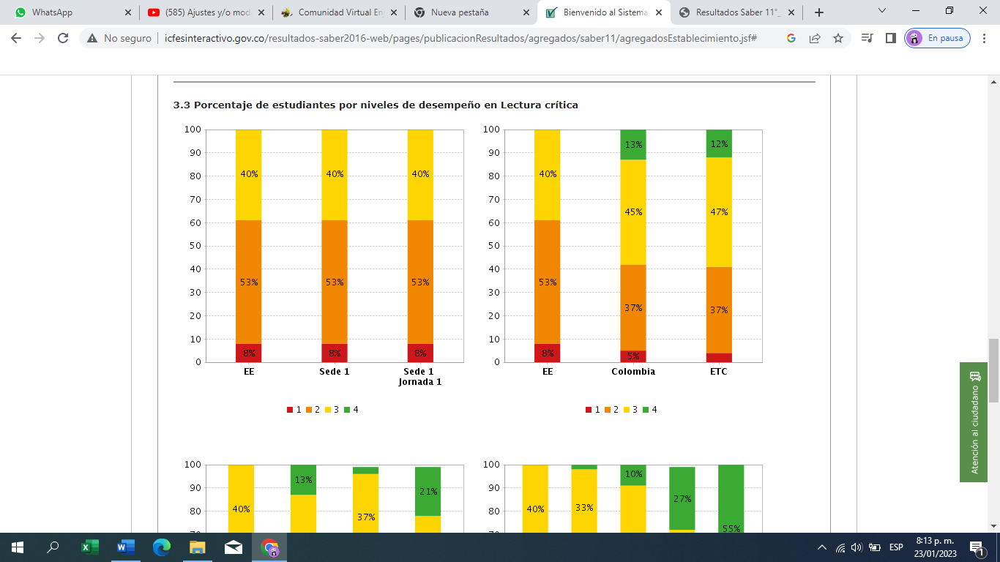 WhatsApp
(585) Ajustes y/o mod
Comunidad Virtual En
Nueva pestaña
Bienvenido al Sistema
Resultados Saber 11°_
No seguro
icfesinteractivo.gov.co/resultados-saber2016-web/pages/publicacionResultados/agregados/saber11/agregadosEstablecimiento.jsf#
En pausa
3.3 Porcentaje de estudiantes por niveles de desempeño en Lectura crítica
100
90
80
70
60
50
40
30
20
10
0
40% 40% 40%
53% 53% 53%
8% 8% 8%
EE Sede 1 Sede 1
Jornada 1
1 2 3 4
100
90
80
70
60
50
40
30
20
10
0
13% 12%
40% 45% 47%
53% 37% 37%
8% 5%
EE Colombia ETC
1 2 3 4
100
90
80
13% 21%
40% 37%
100
90
80
10% 27%
40% 33% 55%
Atención al ciudadano
ESP
8:13 p. m.
23/01/2023
1